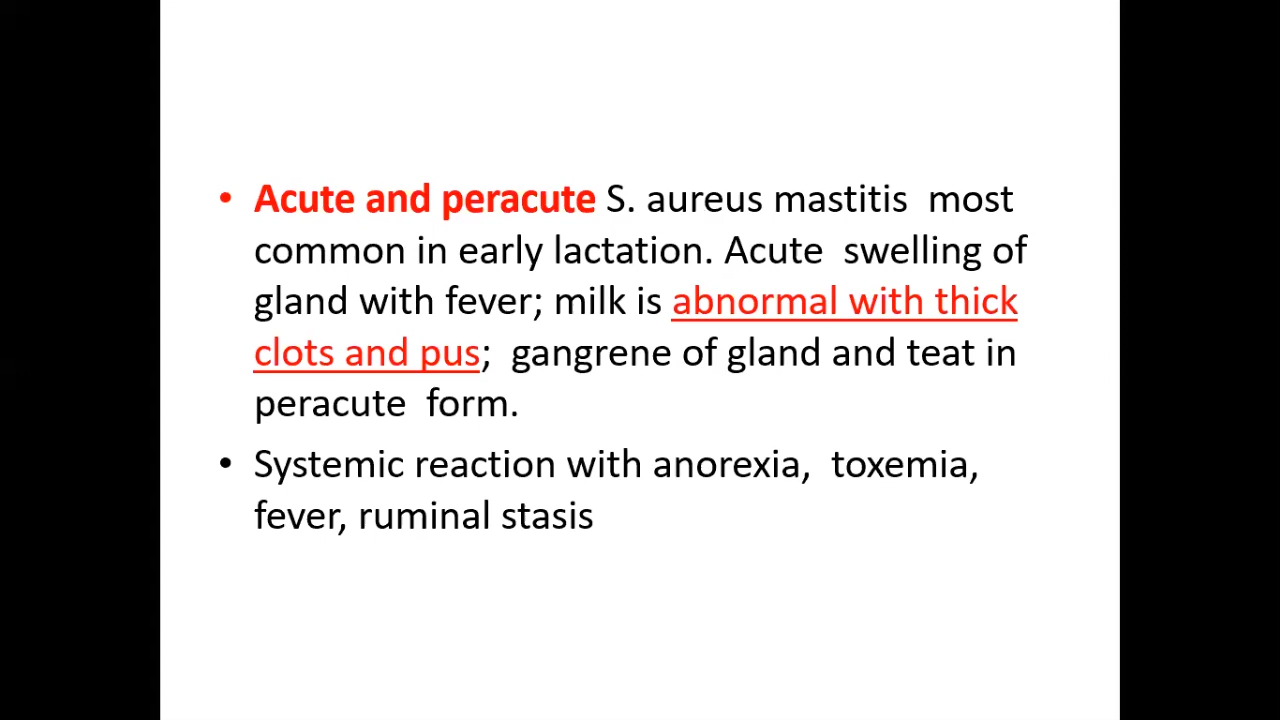 • Acute and peracute S. aureus mastitis  most
common in early lactation. Acute  swelling of
gland with fever; milk is abnormal with thick
clots and pus;  gangrene of gland and teat in
peracute  form.
• Systemic reaction with anorexia,  toxemia,
fever, ruminal stasis